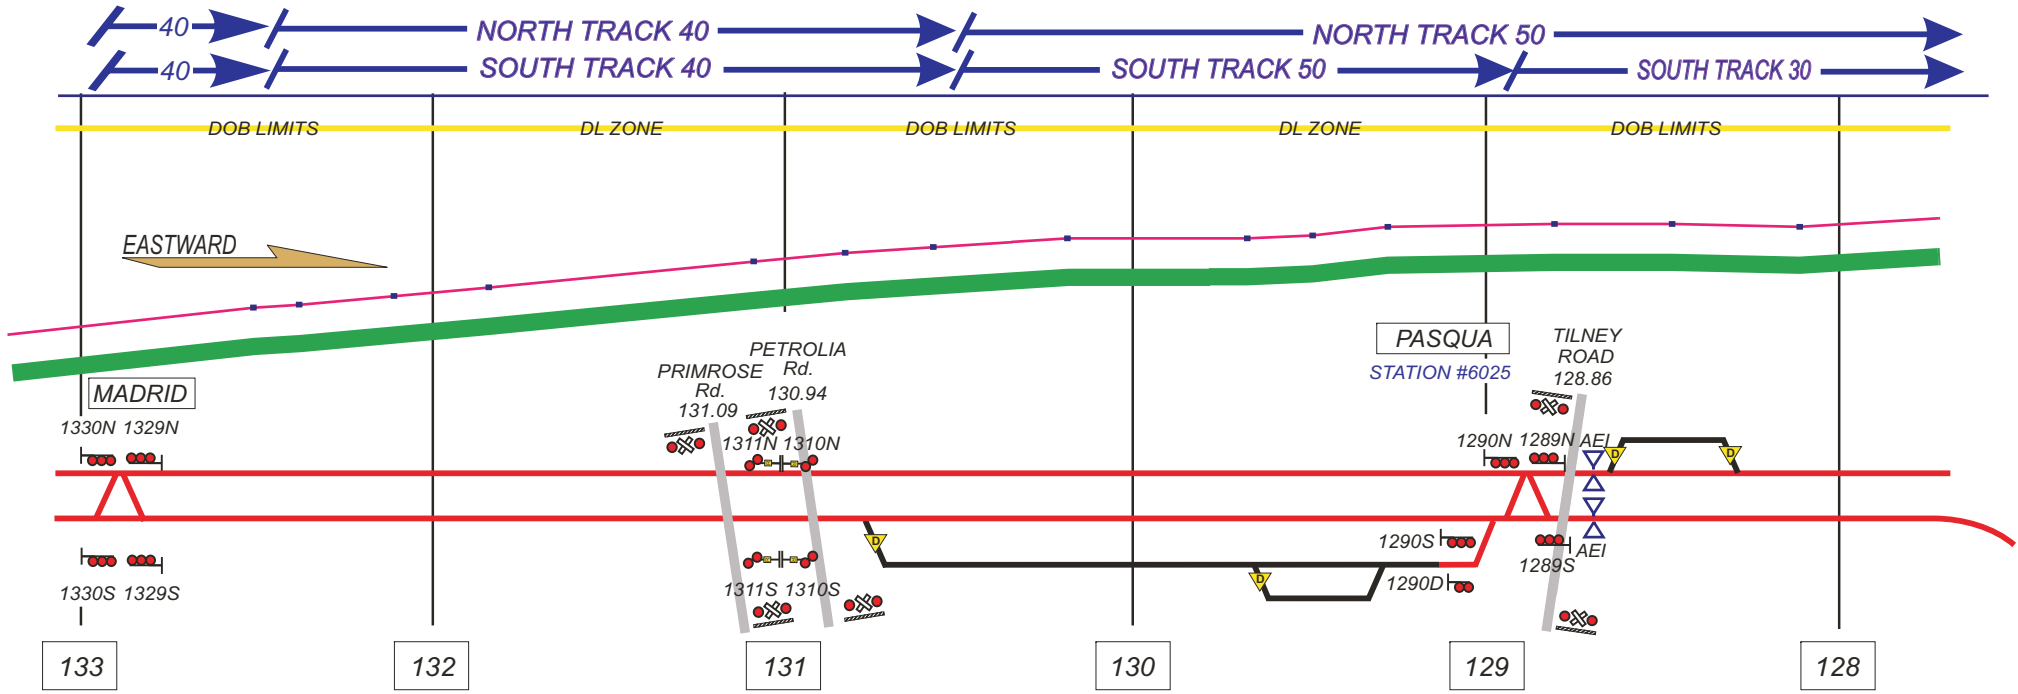 40
NORTH TRACK 40
NORTH TRACK 50
40
SOUTH TRACK 40
SOUTH TRACK 50
SOUTH TRACK 30
DOB LIMITS
DL ZONE
DOB LIMITS
DL ZONE
DOB LIMITS
EASTWARD
MADRID
1330N 1329N
PRIMROSE
Rd.
131.09
PETROLIA
Rd.
130.94
1311N 1310N
PASQUA
STATION #6025
TILNEY
ROAD
128.86
1290N 1289N AEI
D
D
D
1290S
AEI
1289S
D
1290D
1330S 1329S
1311S 1310S
133
132
131
130
129
128